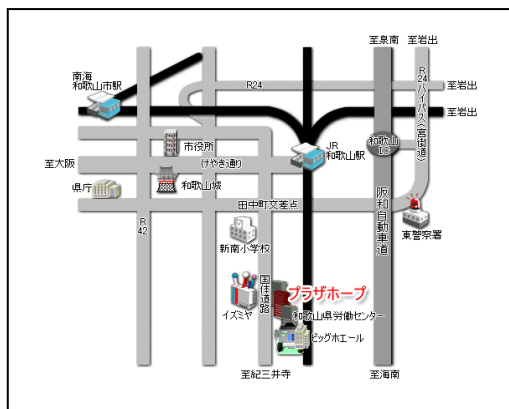 至泉南
至岩出
南海
和歌山市駅
R24
R24バイパス(宮街道)
至岩出
至岩出
市役所
和歌山
IC
至大阪
けやき通り
JR
和歌山駅
県庁
和歌山城
田中町交差点
阪和自動車道
R42
新南小学校
東警察署
国体道路
プラザホープ
イズミヤ
和歌山県労働センター
ビッグホエール
至紀三井寺
至海南